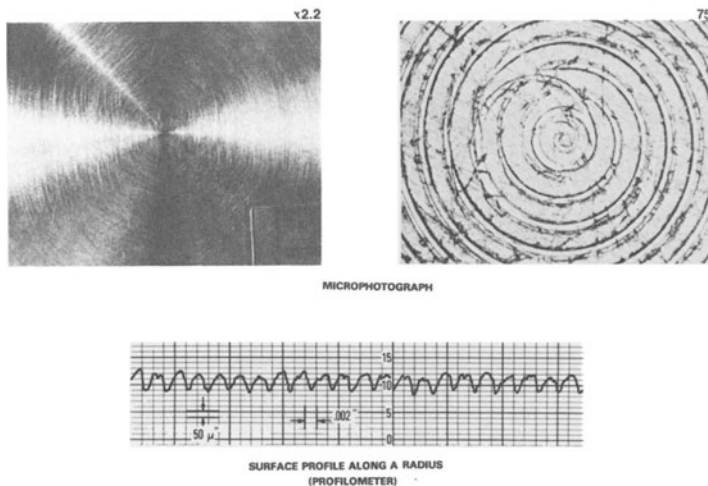 x2.2
75
MICROPHOTOGRAPH
15
10
5
0
.002"
50 μ"
SURFACE PROFILE ALONG A RADIUS
(PROFILOMETER)